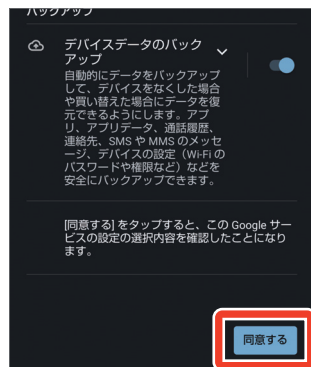 バックアップ
デバイスデータのバック
アップ
自動的にデータをバックアップ
して、デバイスをなくした場合
や買い替えた場合にデータを復
元できるようにします。アプ
リ、アプリデータ、通話履歴、
連絡先、SMS や MMS のメッセ
ージ、デバイスの設定（Wi-Fi の
パスワードや権限など）などを
安全にバックアップできます。
[同意する] をタップすると、この Google サー
ビスの設定の選択内容を確認したことになり
ます。
同意する